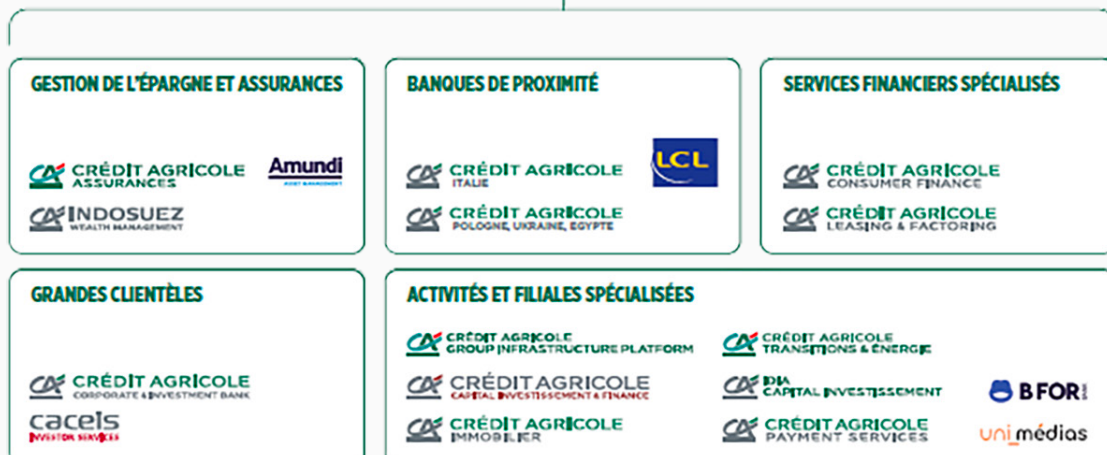 GESTION DE L'ÉPARGNE ET ASSURANCES
CRÉDIT AGRICOLE
ASSURANCES
Amundi
ASSET MANAGEMENT
INDOSUEZ
WEALTH MANAGEMENT
BANQUES DE PROXIMITÉ
CRÉDIT AGRICOLE
ITALIE
LCL
CRÉDIT AGRICOLE
POLOGNE, UKRAINE, EGYPTE
SERVICES FINANCIERS SPÉCIALISÉS
CRÉDIT AGRICOLE
CONSUMER FINANCE
CRÉDIT AGRICOLE
LEASING & FACTORING
GRANDES CLIENTÈLES
CRÉDIT AGRICOLE
CORPORATE & INVESTMENT BANK
caceis
INVESTOR SERVICES
ACTIVITÉS ET FILIALES SPÉCIALISÉES
CRÉDIT AGRICOLE
GROUP INFRASTRUCTURE PLATFORM
CRÉDIT AGRICOLE
TRANSITIONS & ÉNERGIE
CRÉDIT AGRICOLE
CAPITAL INVESTISSEMENT & FINANCE
IDIA
CAPITAL INVESTISSEMENT
B FOR
CRÉDIT AGRICOLE
IMMOBILIER
CRÉDIT AGRICOLE
PAYMENT SERVICES
uni_médias